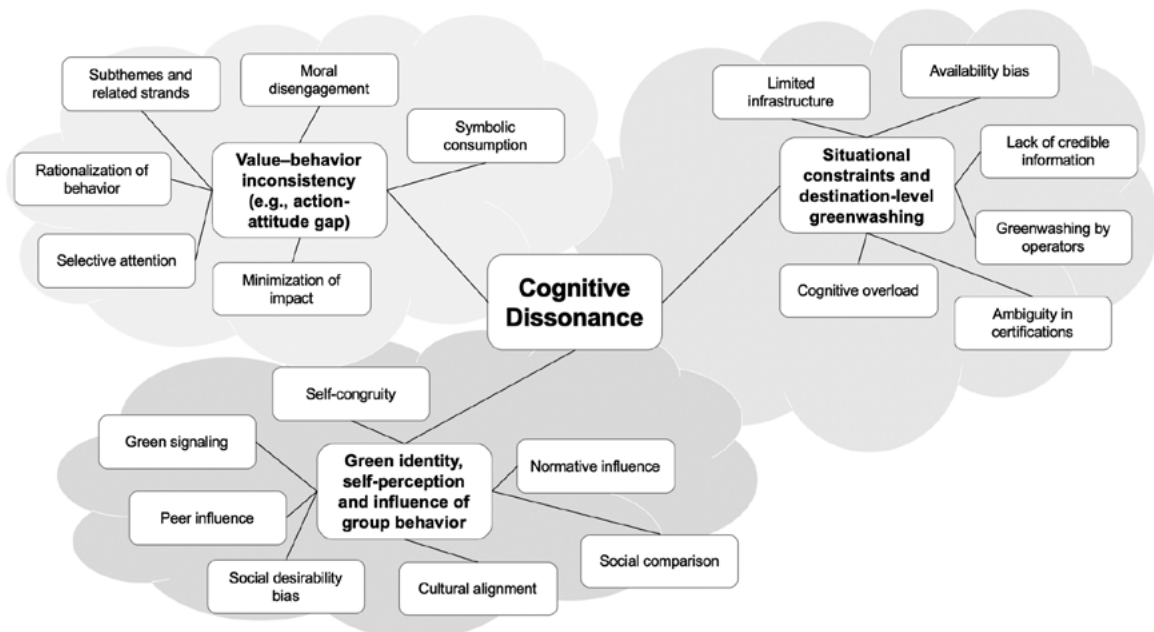 Subthemes and
related strands
Moral
disengagement
Symbolic
consumption
Rationalization of
behavior
Value–behavior
inconsistency
(e.g., action-
attitude gap)
Selective attention
Minimization of
impact
Limited
infrastructure
Availability bias
Situational
constraints and
destination-level
greenwashing
Lack of credible
information
Greenwashing by
operators
Cognitive overload
Ambiguity in
certifications
Cognitive
Dissonance
Self-congruity
Green signaling
Green identity,
self-perception
and influence of
group behavior
Normative influence
Peer influence
Social comparison
Social desirability
bias
Cultural alignment